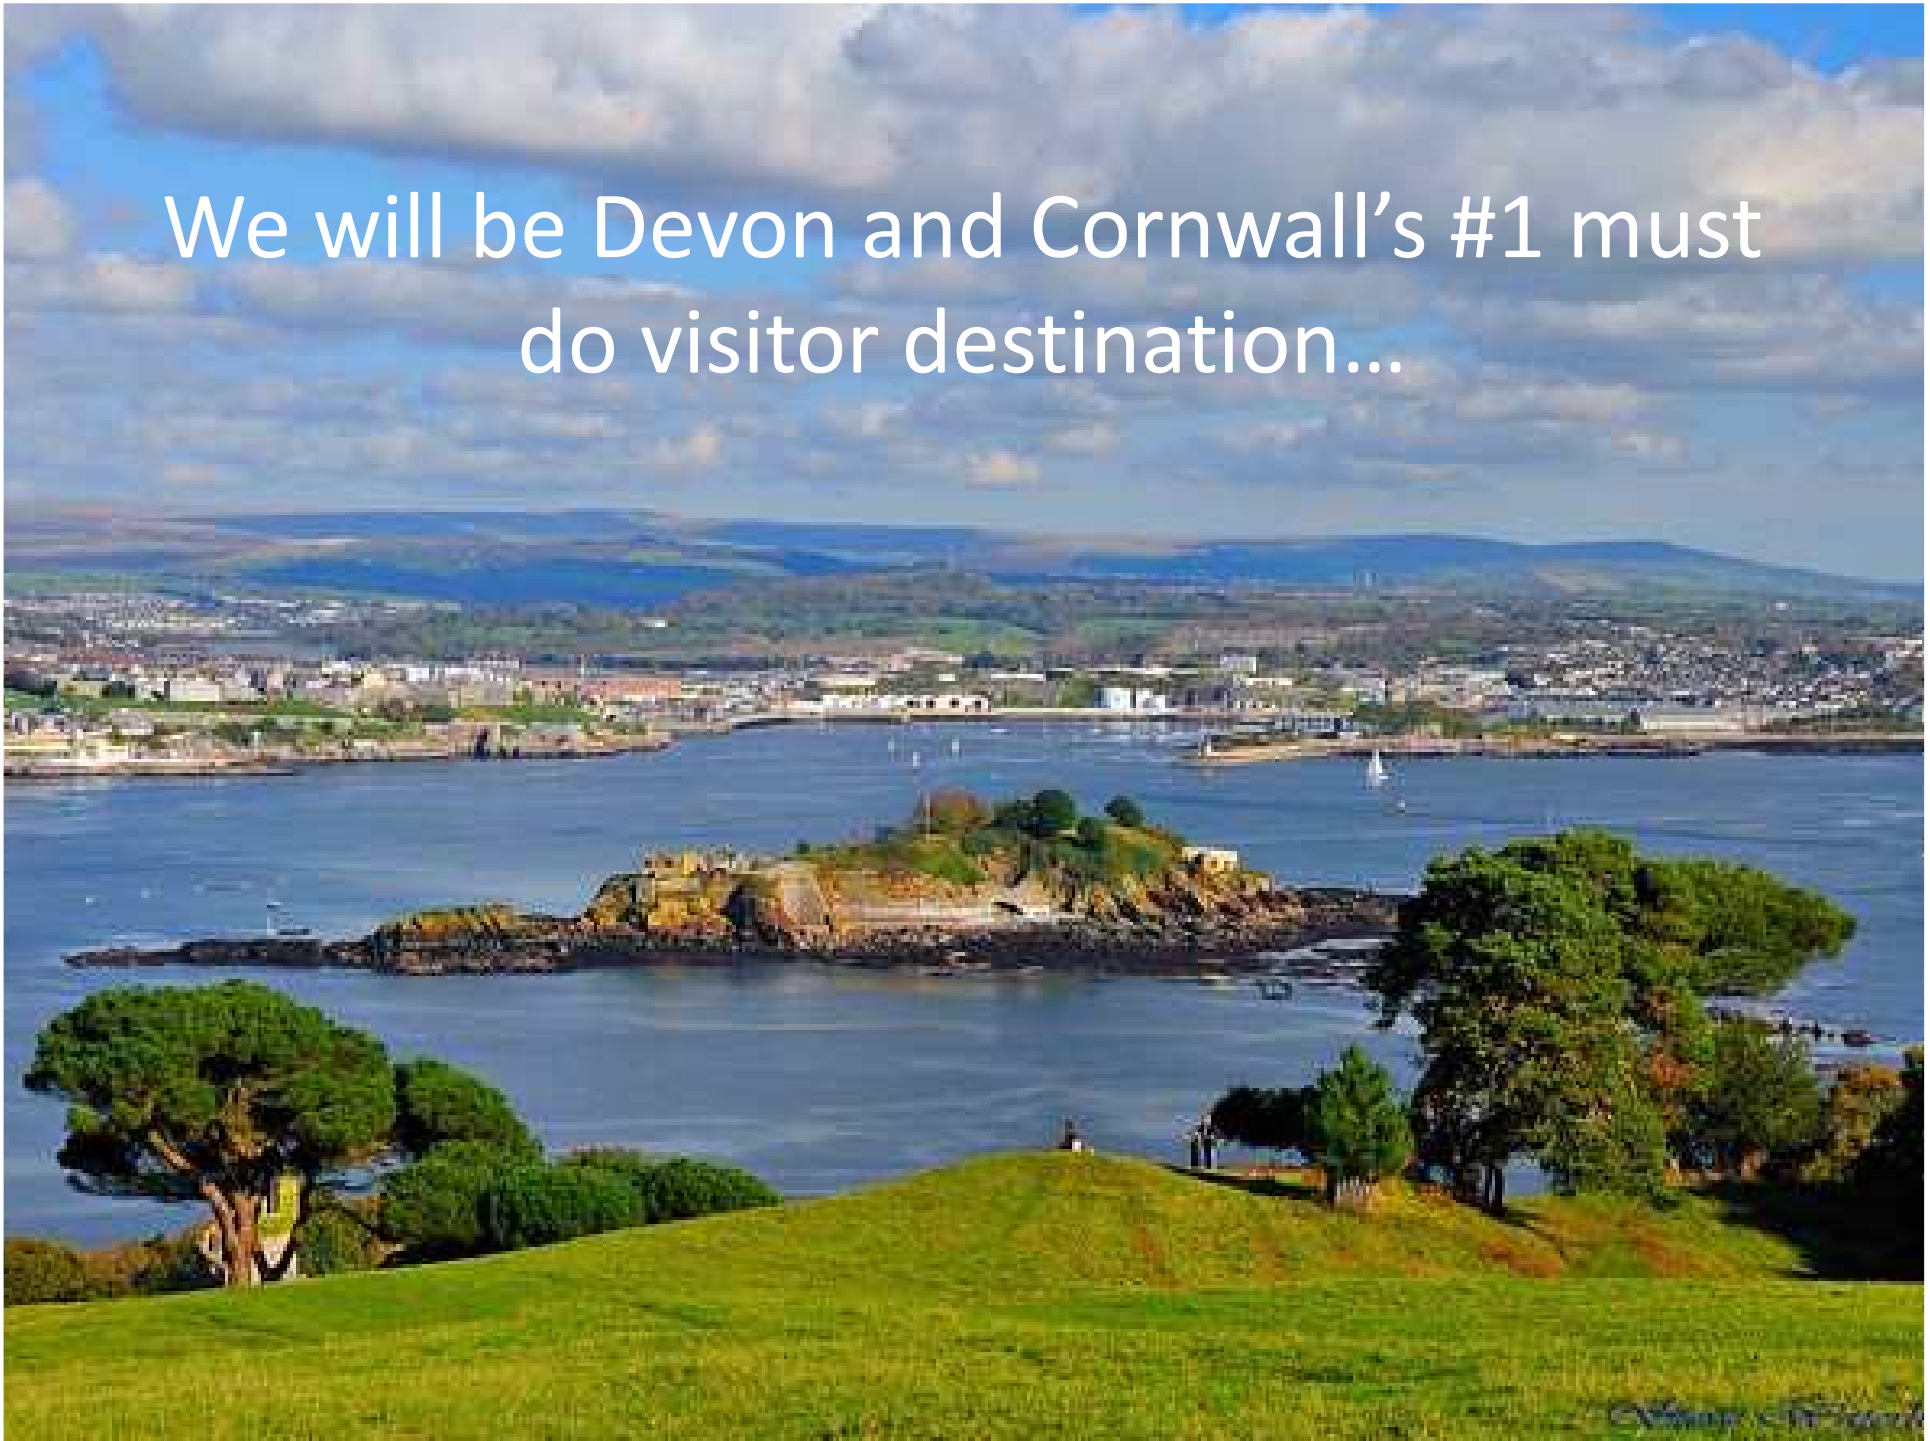 We will be Devon and Cornwall’s #1 must
do visitor destination…